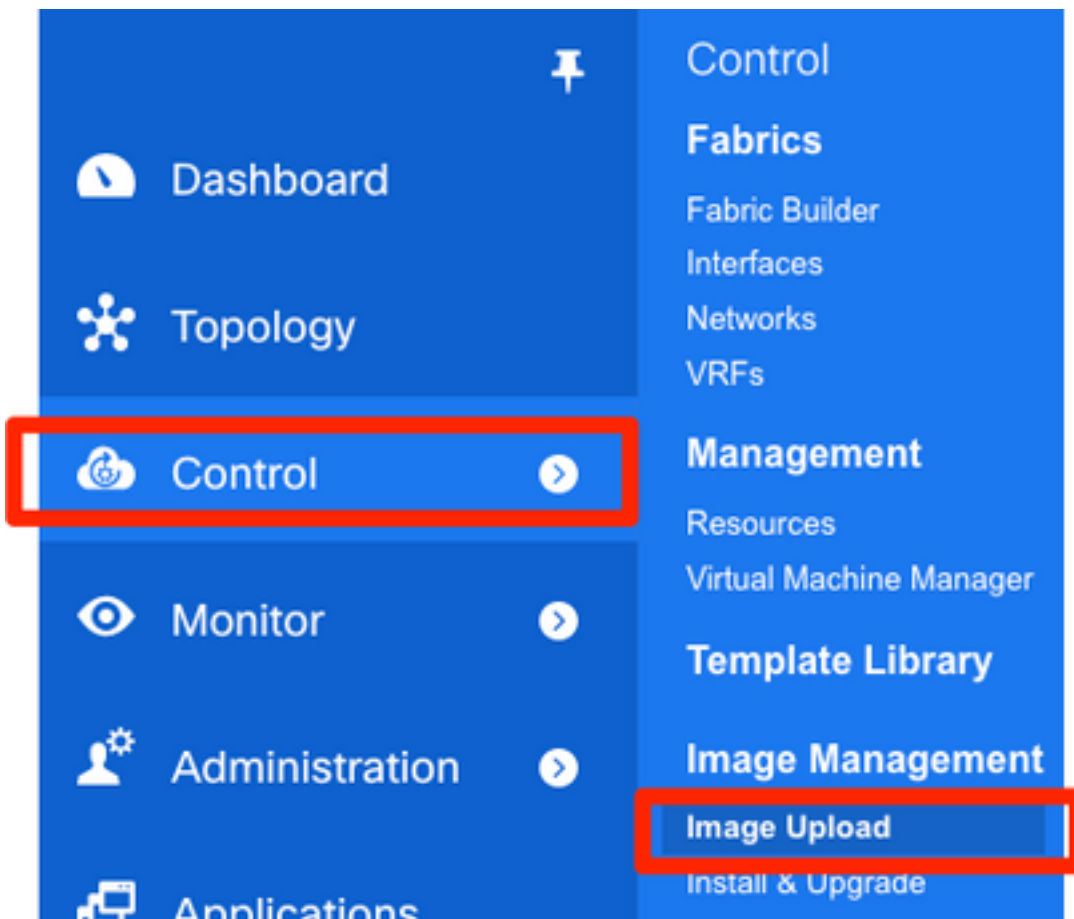 Dashboard
Topology
Control
Monitor
Administration
Applications
Control
Fabrics
Fabric Builder
Interfaces
Networks
VRFs
Management
Resources
Virtual Machine Manager
Template Library
Image Management
Image Upload
Install & Upgrade